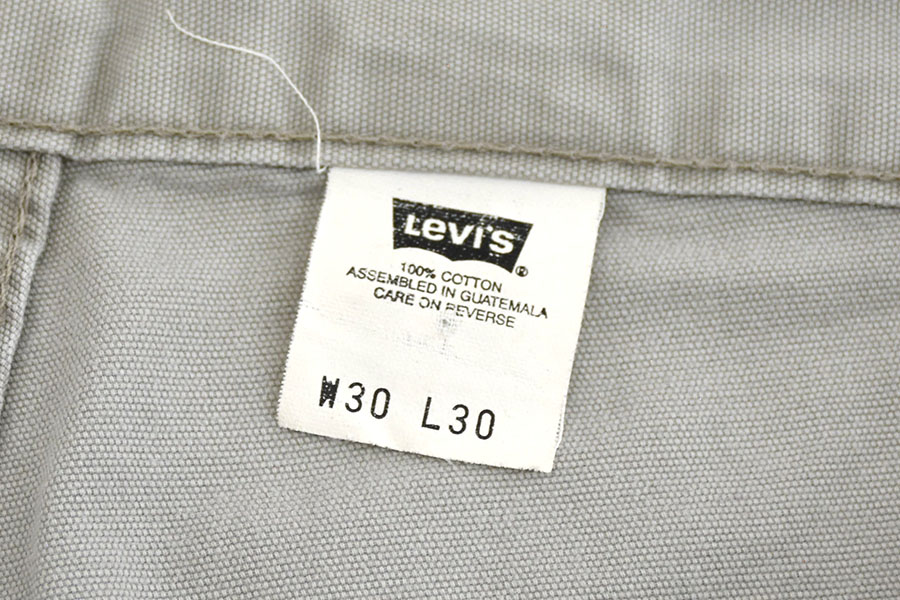 Levi's
®
100% COTTON
ASSEMBLED IN GUATEMALA
CARE ON REVERSE
W30 L30